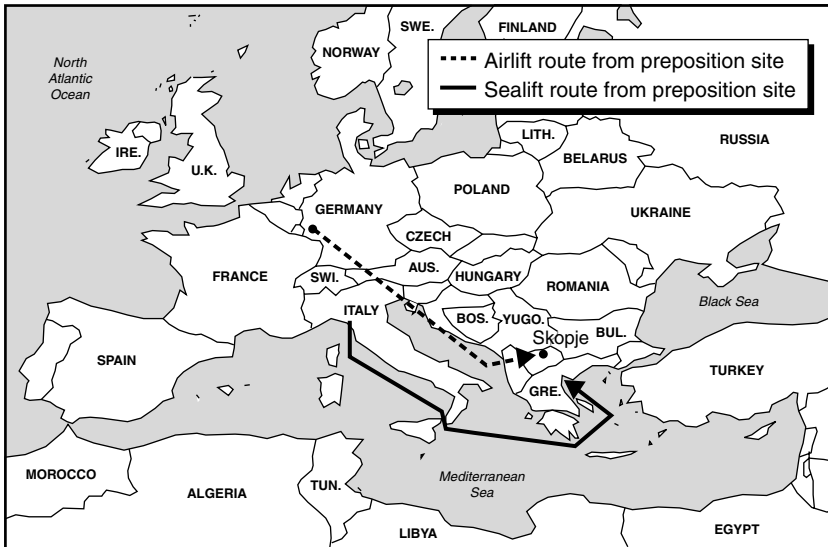 SWE.
FINLAND
NORWAY
North
Atlantic
Ocean
Airlift route from preposition site
Sealift route from preposition site
LITH.
RUSSIA
IRE.
BELARUS
U.K.
POLAND
GERMANY
UKRAINE
CZECH
FRANCE
AUS.
SWI.
HUNGARY
ROMANIA
ITALY
BOS.
YUGO.
Black Sea
BUL.
Skopje
SPAIN
TURKEY
GRE.
MOROCCO
Mediterranean
Sea
ALGERIA
TUN.
LIBYA
EGYPT